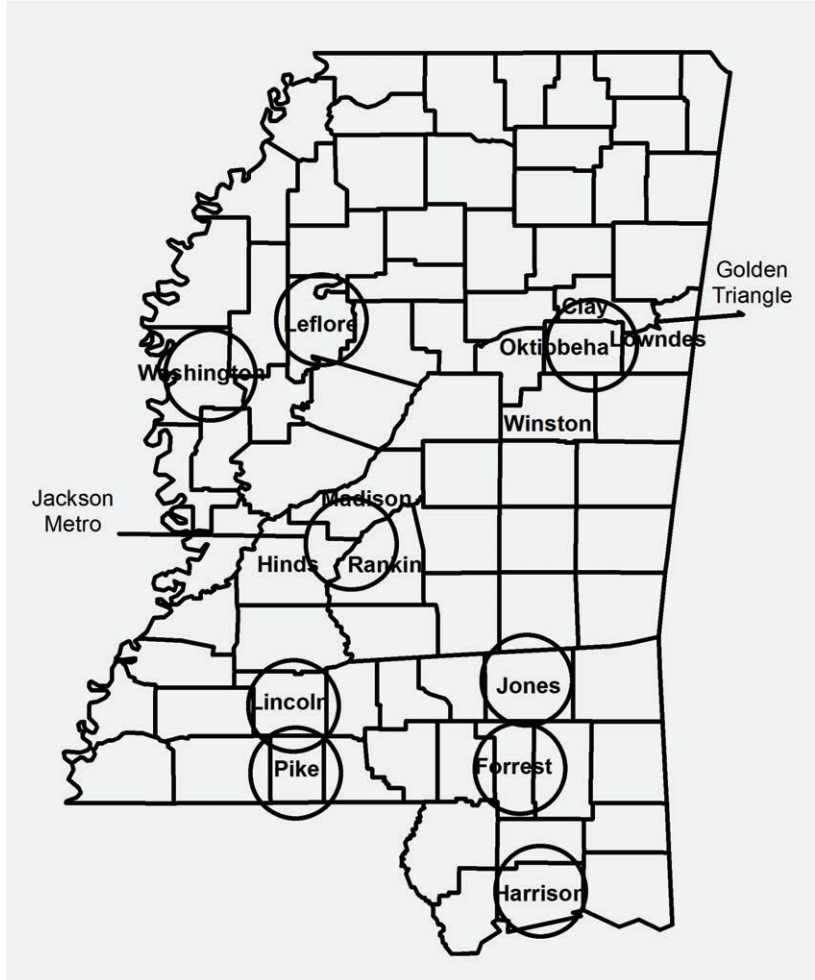 Golden
Triangle
Clay
Leflore
Oktibbeha
Lowndes
Washington
Winston
Jackson
Metro
Madison
Hinds
Rankin
Jones
Lincoln
Pike
Forrest
Harrison